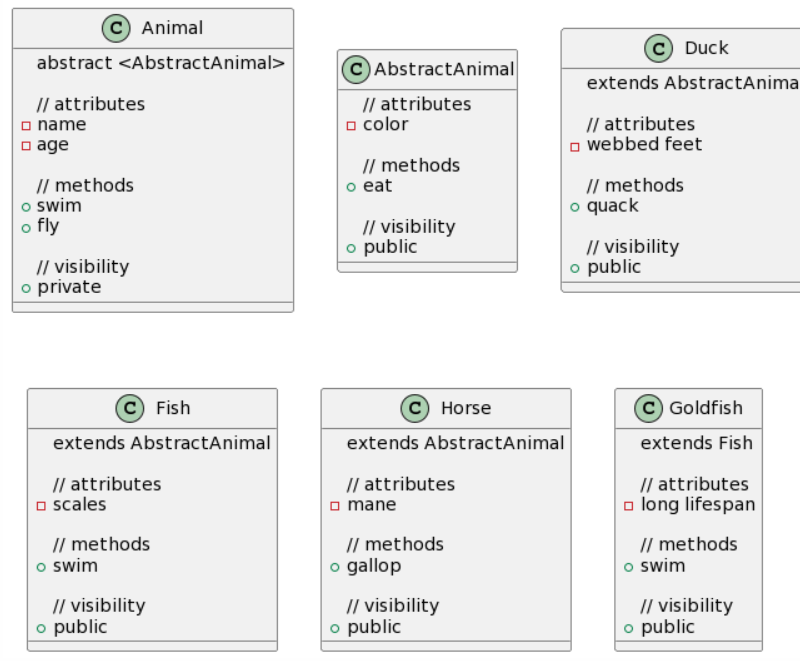 C Animal
abstract <AbstractAnimal>
// attributes
name
age
// methods
swim
fly
// visibility
private
C AbstractAnimal
// attributes
color
// methods
eat
// visibility
public
C Duck
extends AbstractAnima
// attributes
webbed feet
// methods
quack
// visibility
public
C Fish
extends AbstractAnimal
// attributes
scales
// methods
swim
// visibility
public
C Horse
extends AbstractAnimal
// attributes
mane
// methods
gallop
// visibility
public
C Goldfish
extends Fish
// attributes
long lifespan
// methods
swim
// visibility
public